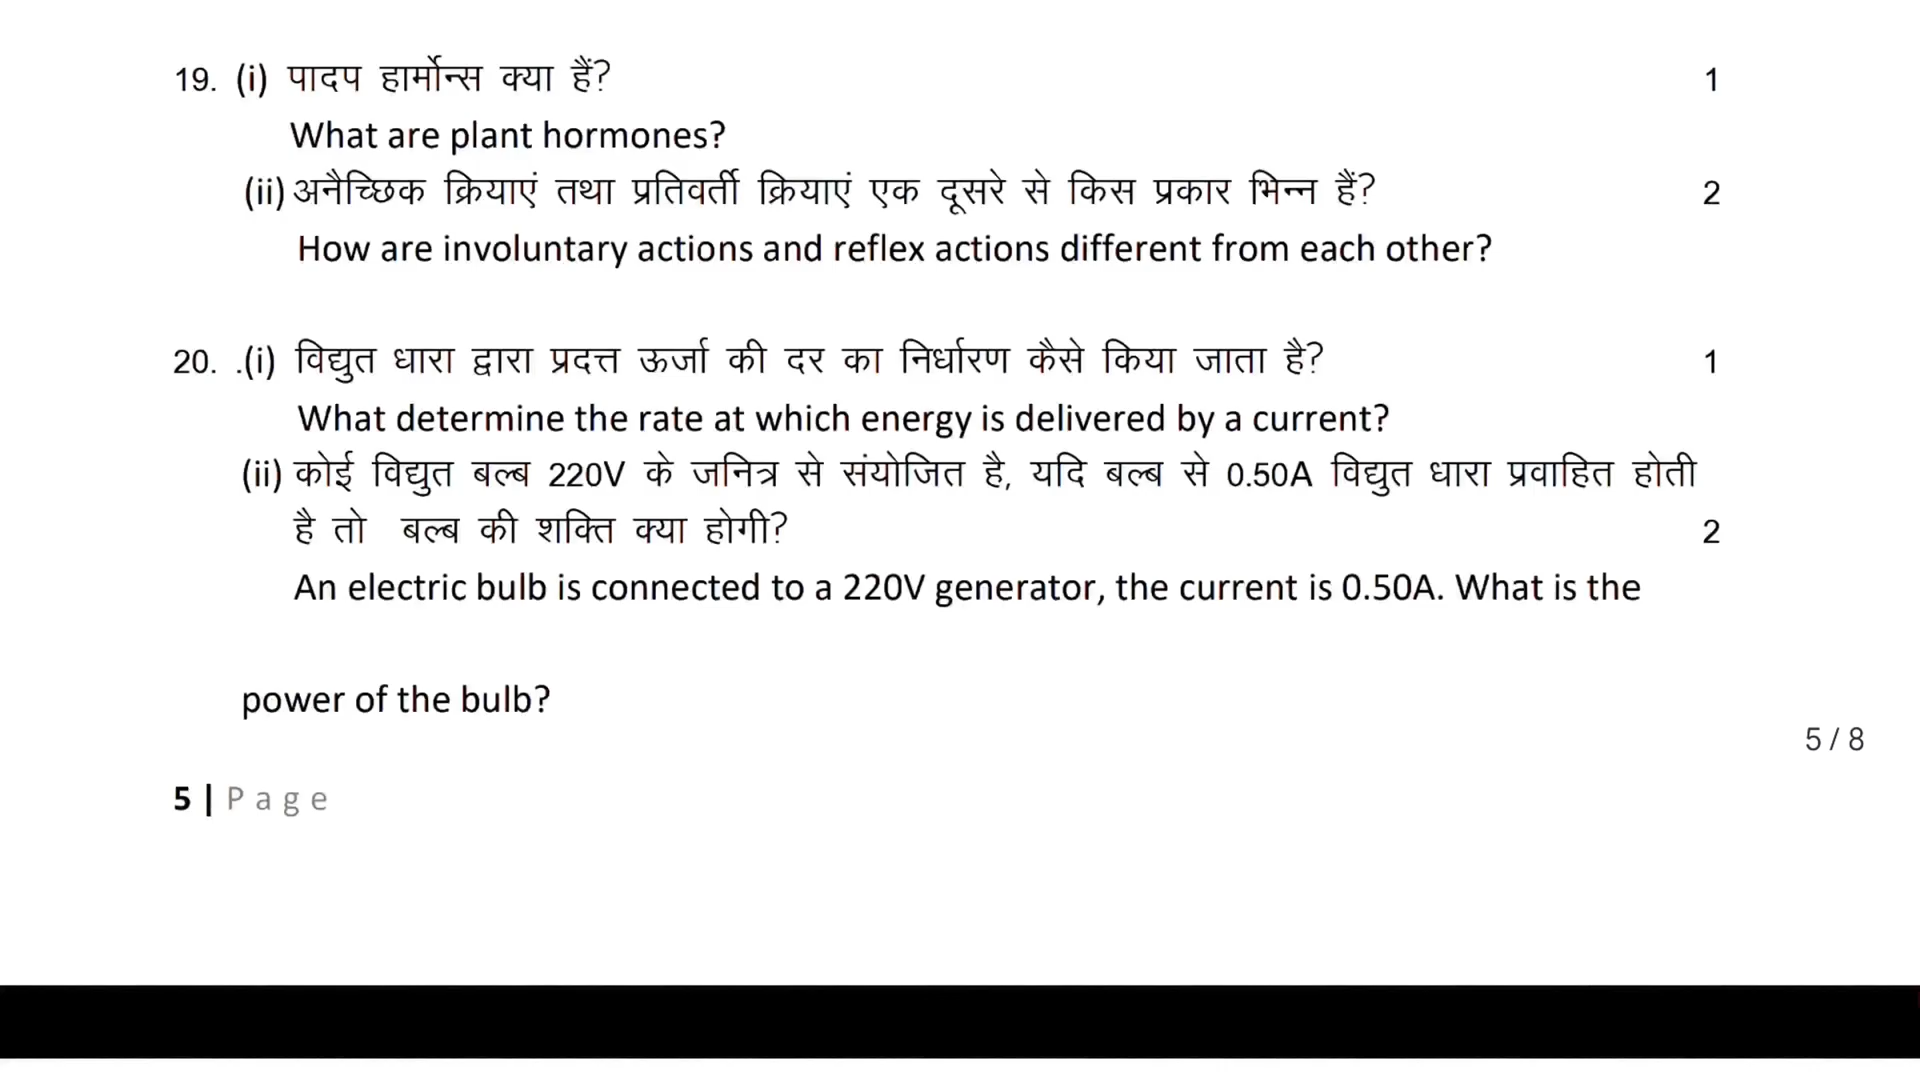 19. (i) पादप हार्मोन्स क्या हैं? 1
What are plant hormones?
(ii) अनैच्छिक क्रियाएं तथा प्रतिवर्ती क्रियाएं एक दूसरे से किस प्रकार भिन्न हैं? 2
How are involuntary actions and reflex actions different from each other?
20. .(i) विद्युत धारा द्वारा प्रदत्त ऊर्जा की दर का निर्धारण कैसे किया जाता है? 1
What determine the rate at which energy is delivered by a current?
(ii) कोई विद्युत बल्ब 220V के जनित्र से संयोजित है, यदि बल्ब से 0.50A विद्युत धारा प्रवाहित होती
है तो बल्ब की शक्ति क्या होगी? 2
An electric bulb is connected to a 220V generator, the current is 0.50A. What is the
power of the bulb?
5 / 8
5 | Page